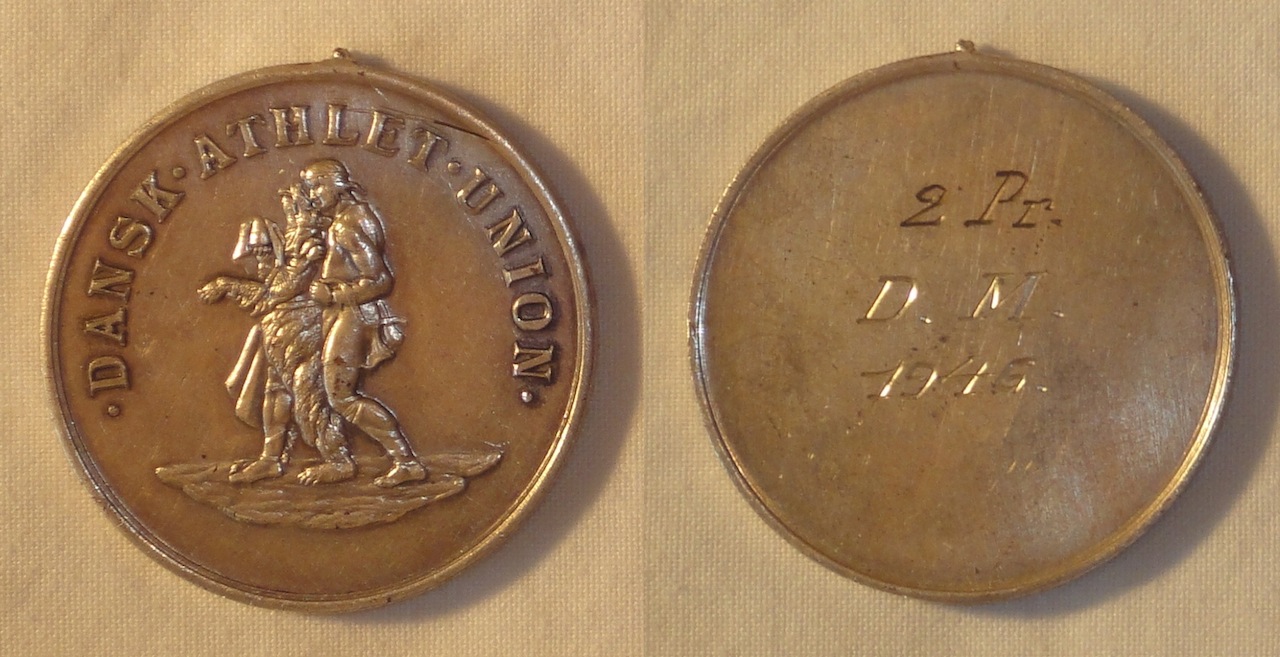 · DANSK · ATHLET · UNION ·
2 Pr.
D. M.
1946.